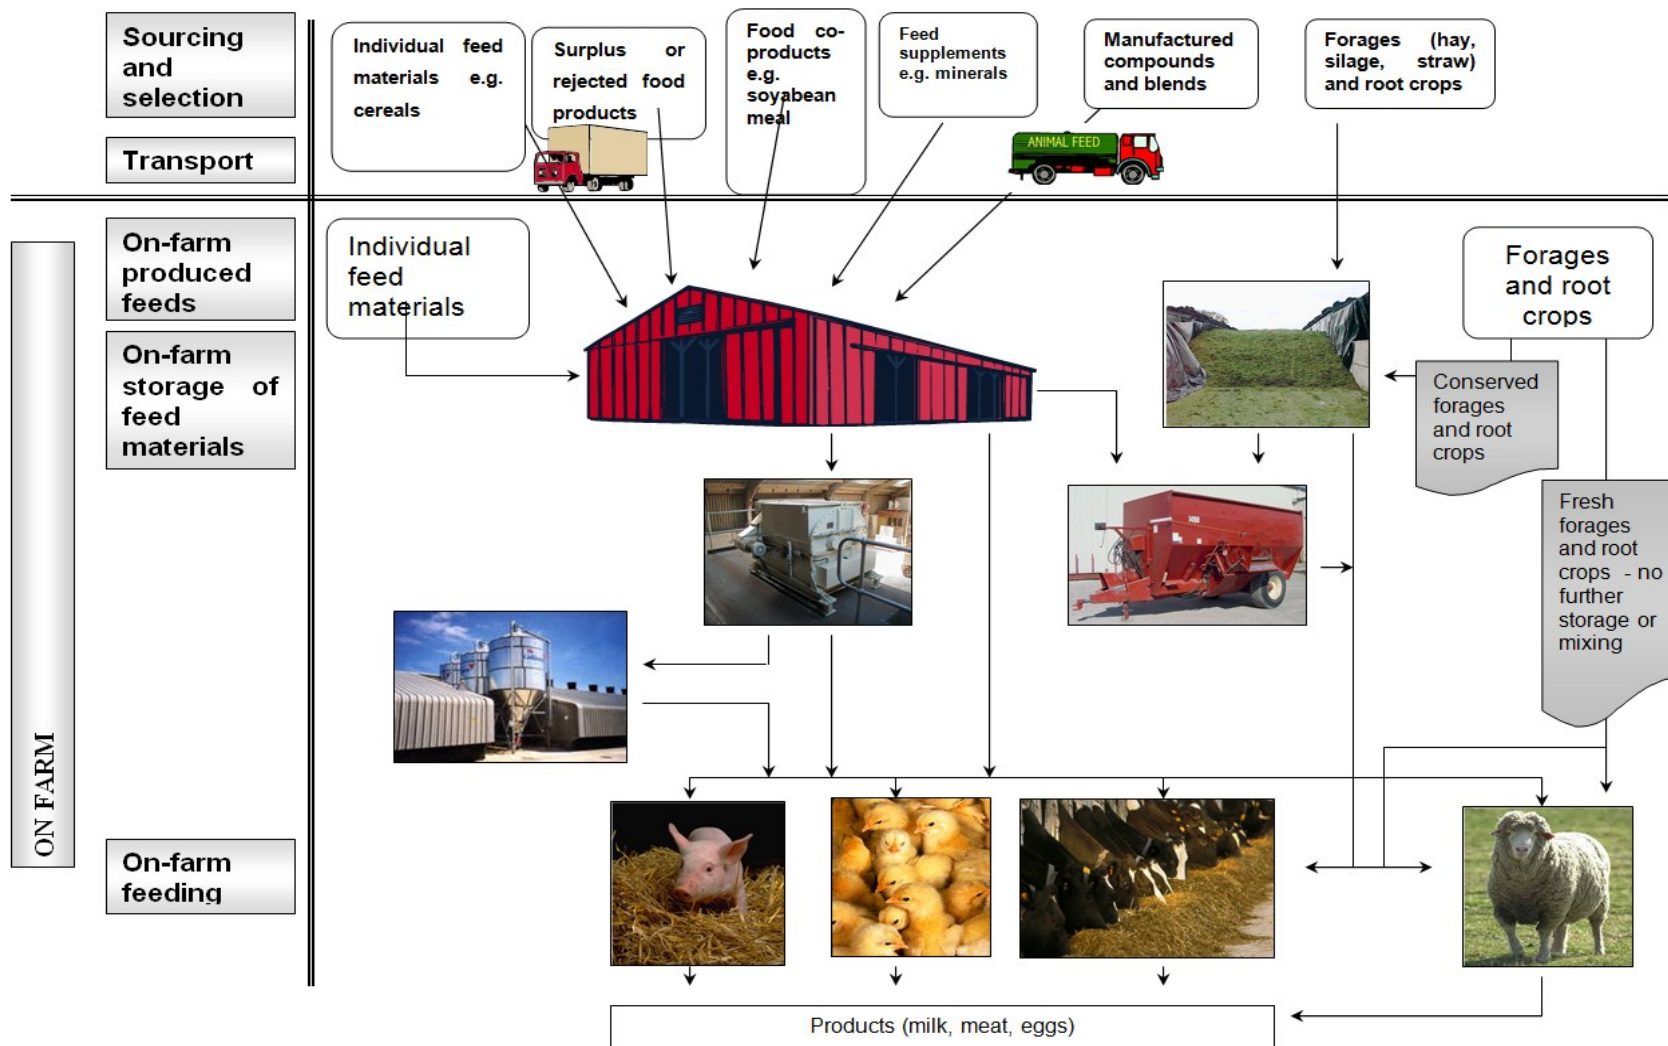 Sourcing
and
selection
Transport
Individual feed
materials e.g.
cereals
Surplus or
rejected food
products
Food co-
products
e.g.
soyabean
meal
Feed
supplements
e.g. minerals
Manufactured
compounds
and blends
Forages (hay,
silage, straw)
and root crops
ANIMAL FEED
ON FARM
On-farm
produced
feeds
Individual
feed
materials
Forages
and root
crops
On-farm
storage of
feed
materials
Conserved
forages
and root
crops
1490
Fresh
forages
and root
crops - no
further
storage or
mixing
On-farm
feeding
Products (milk, meat, eggs)